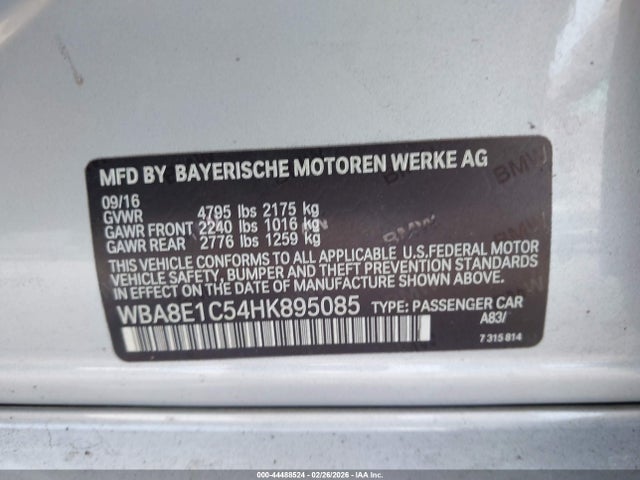 MFD BY BAYERISCHE MOTOREN WERKE AG
09/16
GVWR 4795 lbs 2175 kg
GAWR FRONT 2240 lbs 1016 kg
GAWR REAR 2776 lbs 1259 kg
THIS VEHICLE CONFORMS TO ALL APPLICABLE U.S.FEDERAL MOTOR
VEHICLE SAFETY, BUMPER AND THEFT PREVENTION
STANDARDS IN EFFECT ON THE DATE OF MANUFACTURE SHOWN ABOVE.
WBA8E1C54HK895085 TYPE: PASSENGER CAR
A83/
7 315 814
000-44488524 | 02/26/2026 - IAA Inc.